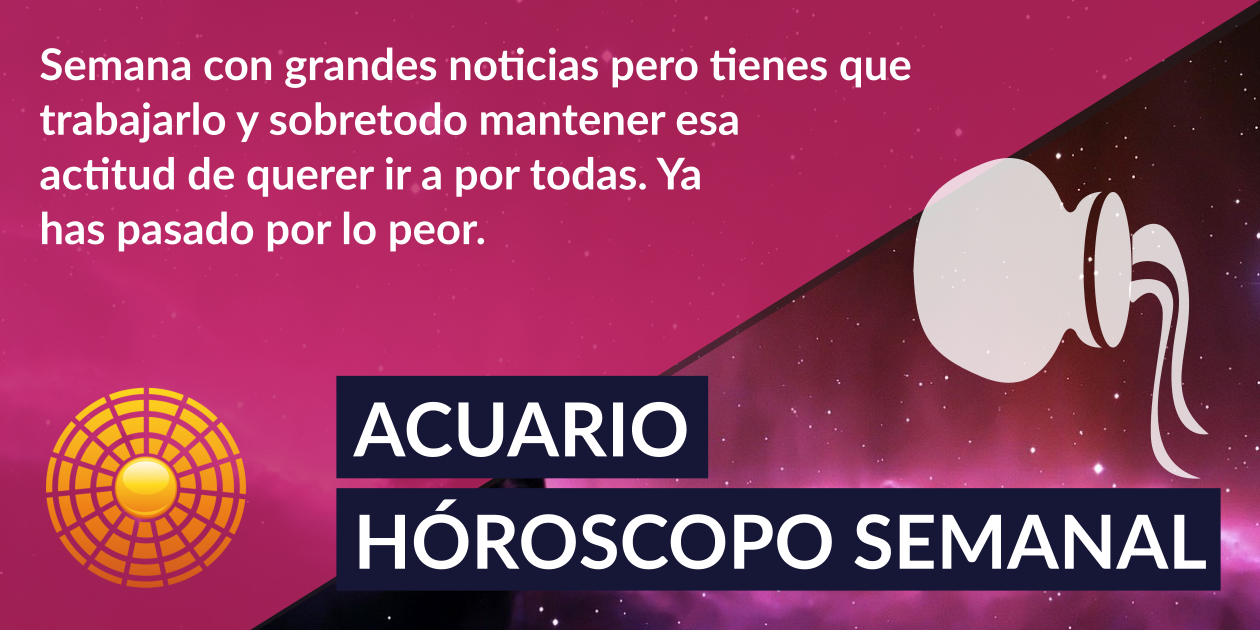 Semana con grandes noticias pero tienes que
trabajarlo y sobretodo mantener esa
actitud de querer ir a por todas. Ya
has pasado por lo peor.
ACUARIO
HÓROSCOPO SEMANAL